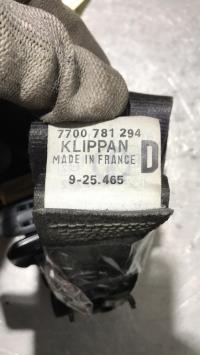 7700 781 294
KLIPPAN
MADE IN FRANCE D
9-25.465